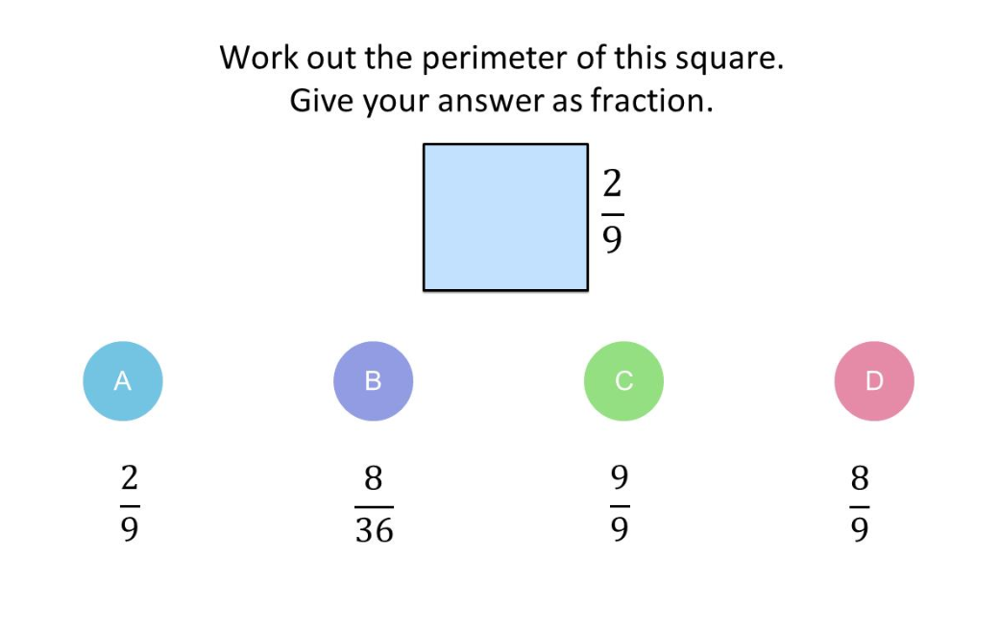 Work out the perimeter of this square.
Give your answer as fraction.
2
9
A B C D
2 8 9 8
9 36 9 9